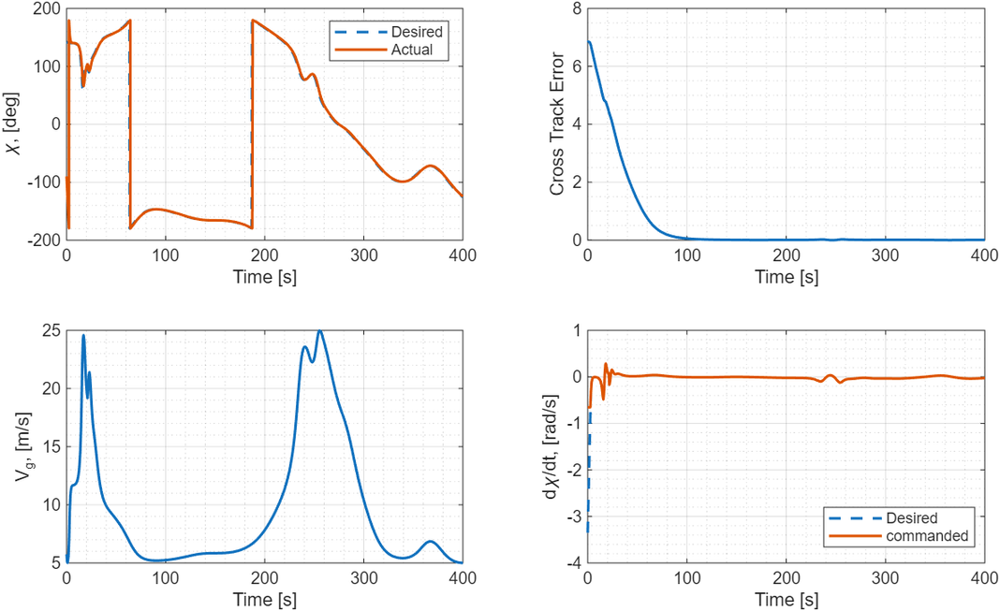 200
100
0
-100
-200
χ, [deg]
0 100 200 300 400
Time [s]
Desired
Actual
8
6
4
2
0
Cross Track Error
0 100 200 300 400
Time [s]
25
20
15
10
5
Vg, [m/s]
0 100 200 300 400
Time [s]
1
0
-1
-2
-3
-4
dχ/dt, [rad/s]
0 100 200 300 400
Time [s]
Desired
commanded